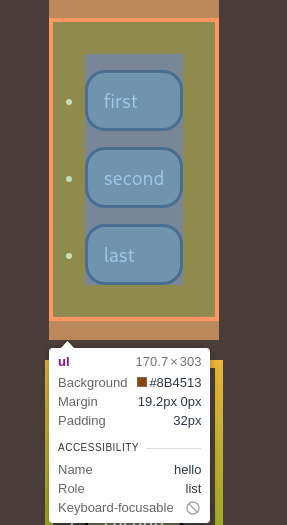 first
second
last
ul 170.7 × 303
Background #8B4513
Margin 19.2px 0px
Padding 32px
ACCESSIBILITY
Name hello
Role list
Keyboard-focusable